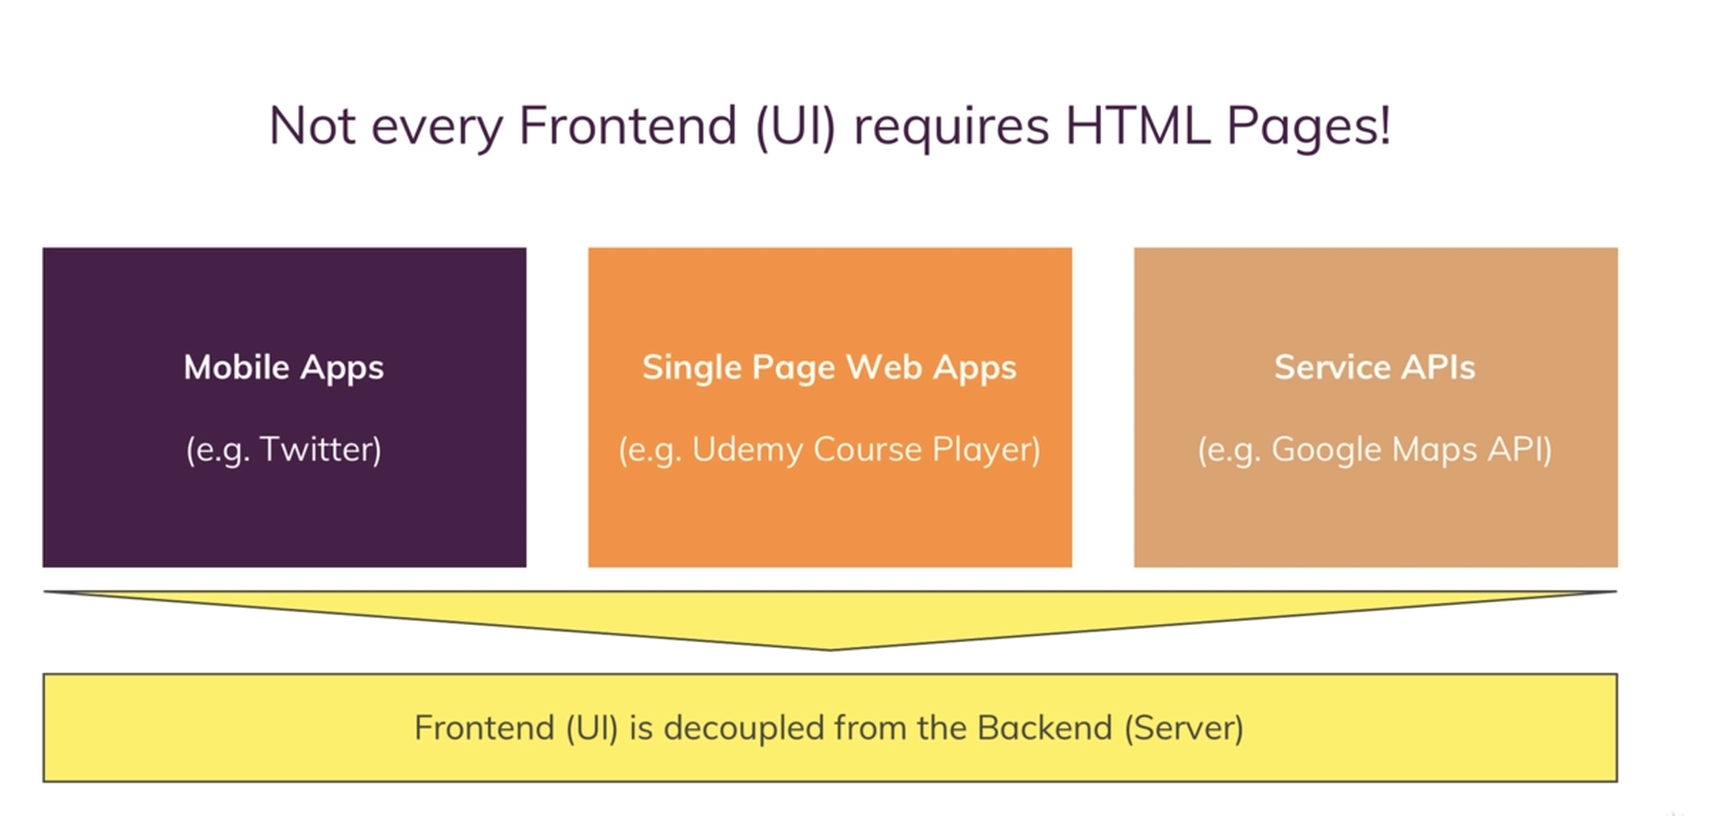 Not every Frontend (UI) requires HTML Pages!
Mobile Apps
(e.g. Twitter)
Single Page Web Apps
(e.g. Udemy Course Player)
Service APIs
(e.g. Google Maps API)
Frontend (UI) is decoupled from the Backend (Server)